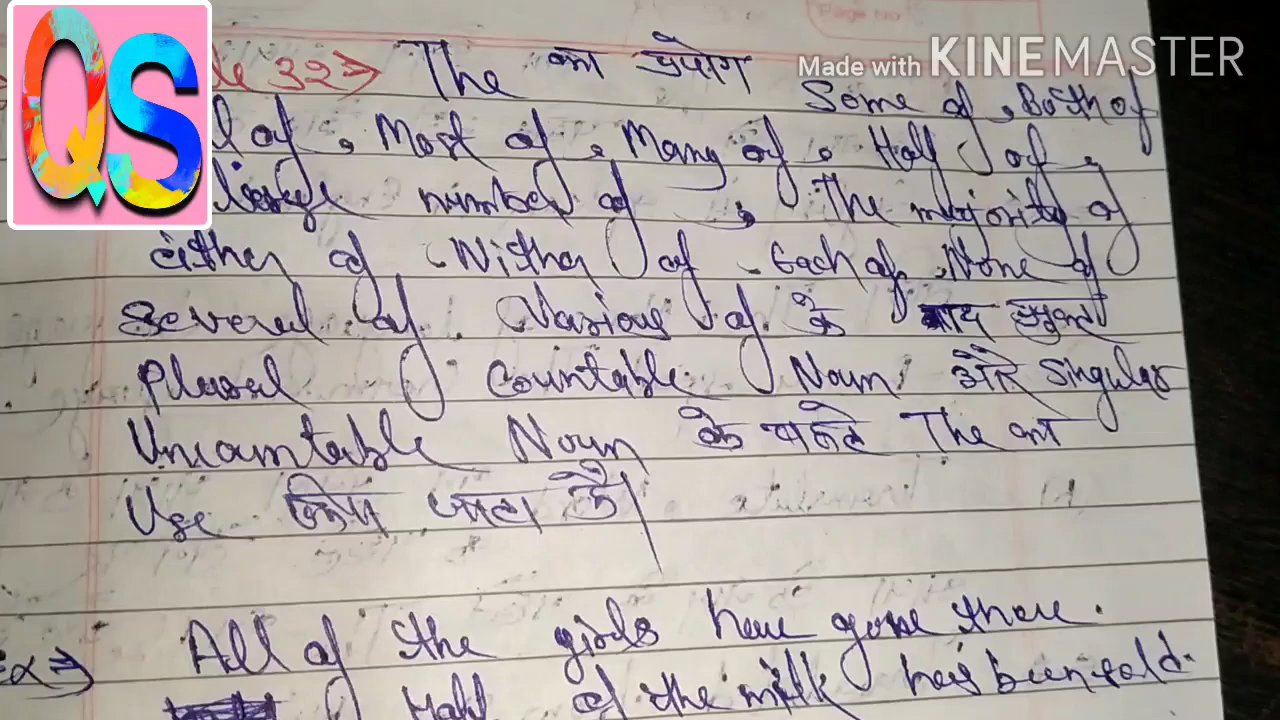 QS
Made with KINEMASTER
Page No
le 32⇒ The का प्रयोग Some of, Both of
l of, Most of, Many of, Half of,
large number of, The majority of
either of, Nither of, Each of, None of
Several of, Various of के साथ प्रयुक्त
Plural Countable Noun और Singular
Uncountable Noun के पहले The का
Use किया जाता है।
Ex⇒ All of the girls have gone there.
Half of the milk has been sold.